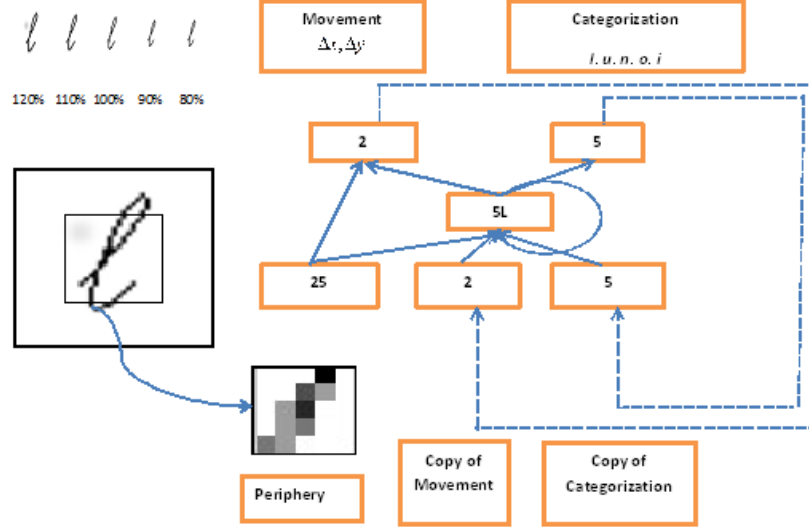 Movement
Δx,Δy
Categorization
l. u. n. o. i
120% 110% 100% 90% 80%
2
5
5L
25
2
5
Periphery
Copy of
Movement
Copy of
Categorization